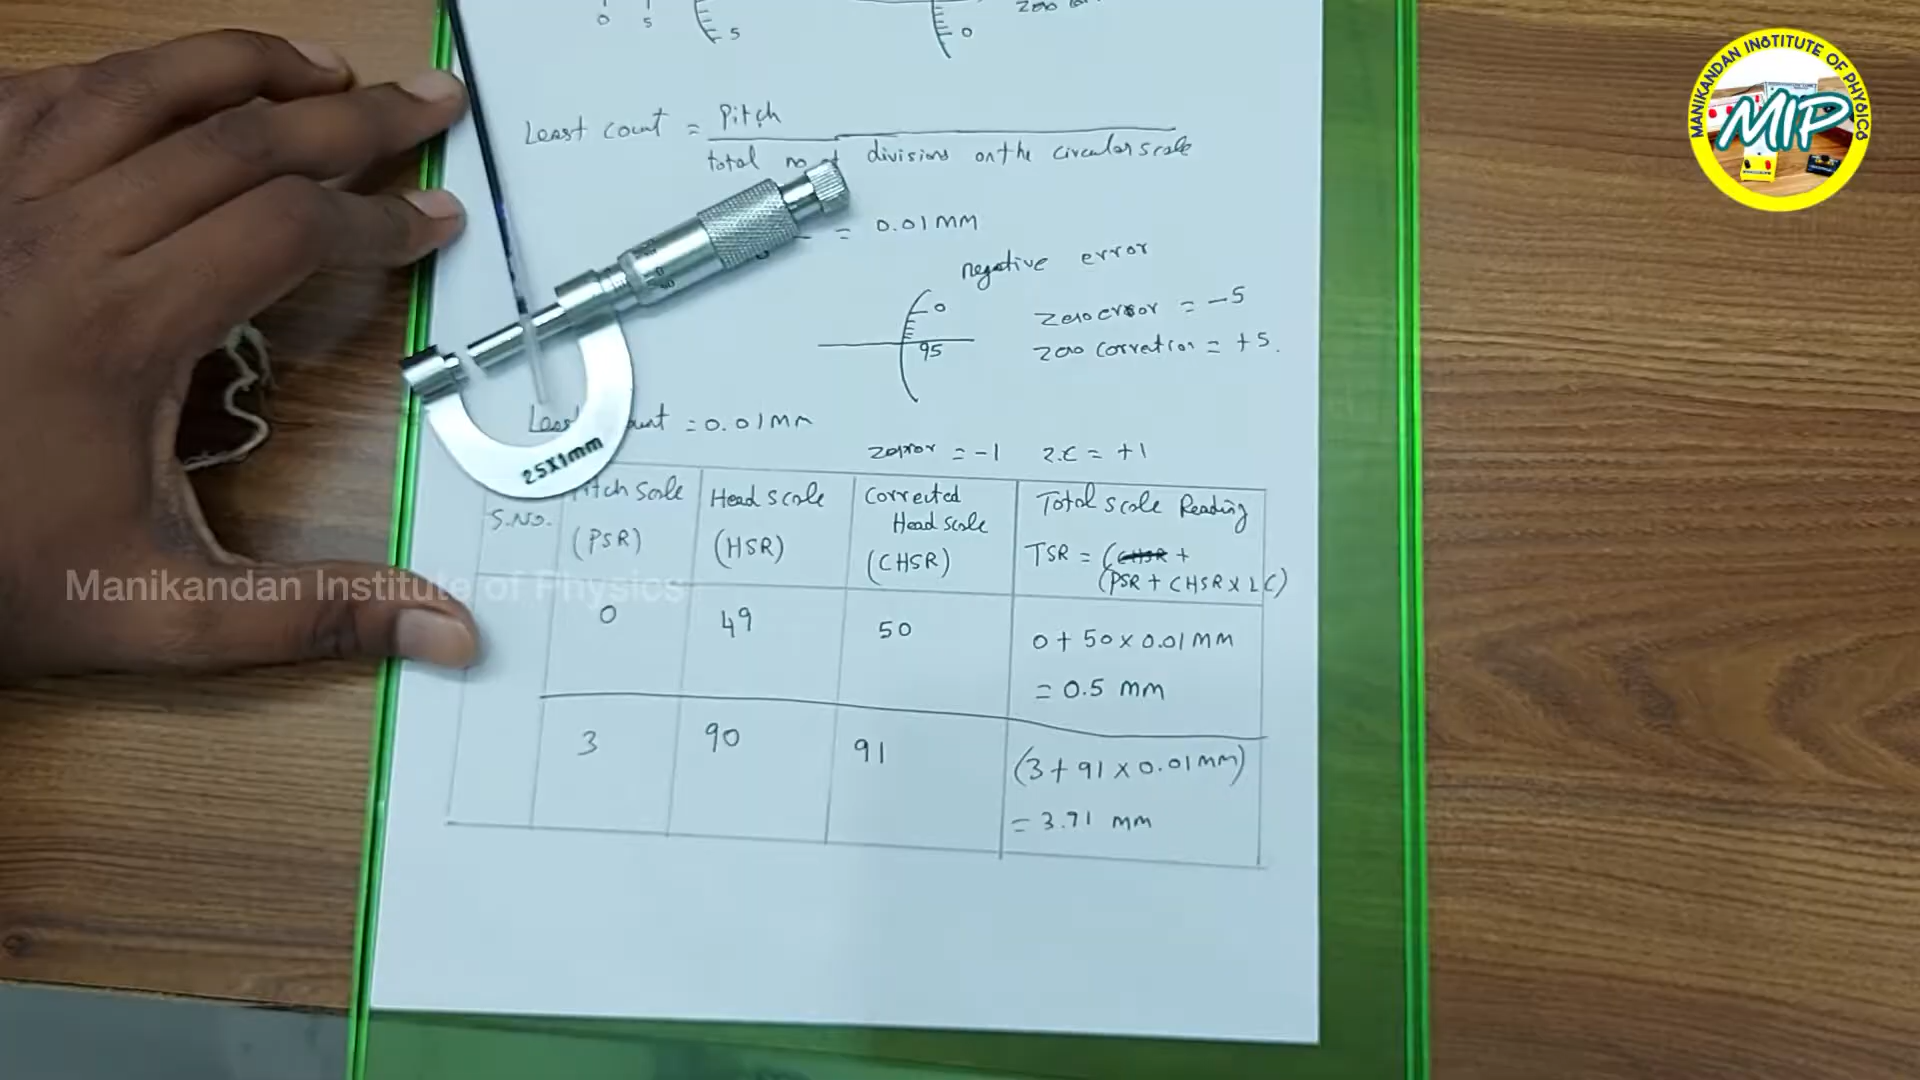 0 5
5
0
Least count = Pitch
total no of divisions on the circular scale
= 0.01 MM
negative error
0
95
Zero error = -5
Zero correction = +5.
count = 0.01 MM
zerror = -1 z.c = +1
25X1mm
S.No.
Pitch Scale
(PSR)
Head Scale
(HSR)
Corrected
Head scale
(CHSR)
Total scale Reading
TSR = (CHSR +
(PSR + CHSR X LC)
0
49
50
0 + 50 x 0.01 MM
= 0.5 mm
3
90
91
(3 + 91 x 0.01 MM)
= 3.91 mm
Manikandan Institute of Physics
MANIKANDAN INSTITUTE OF PHYSICS
MIP